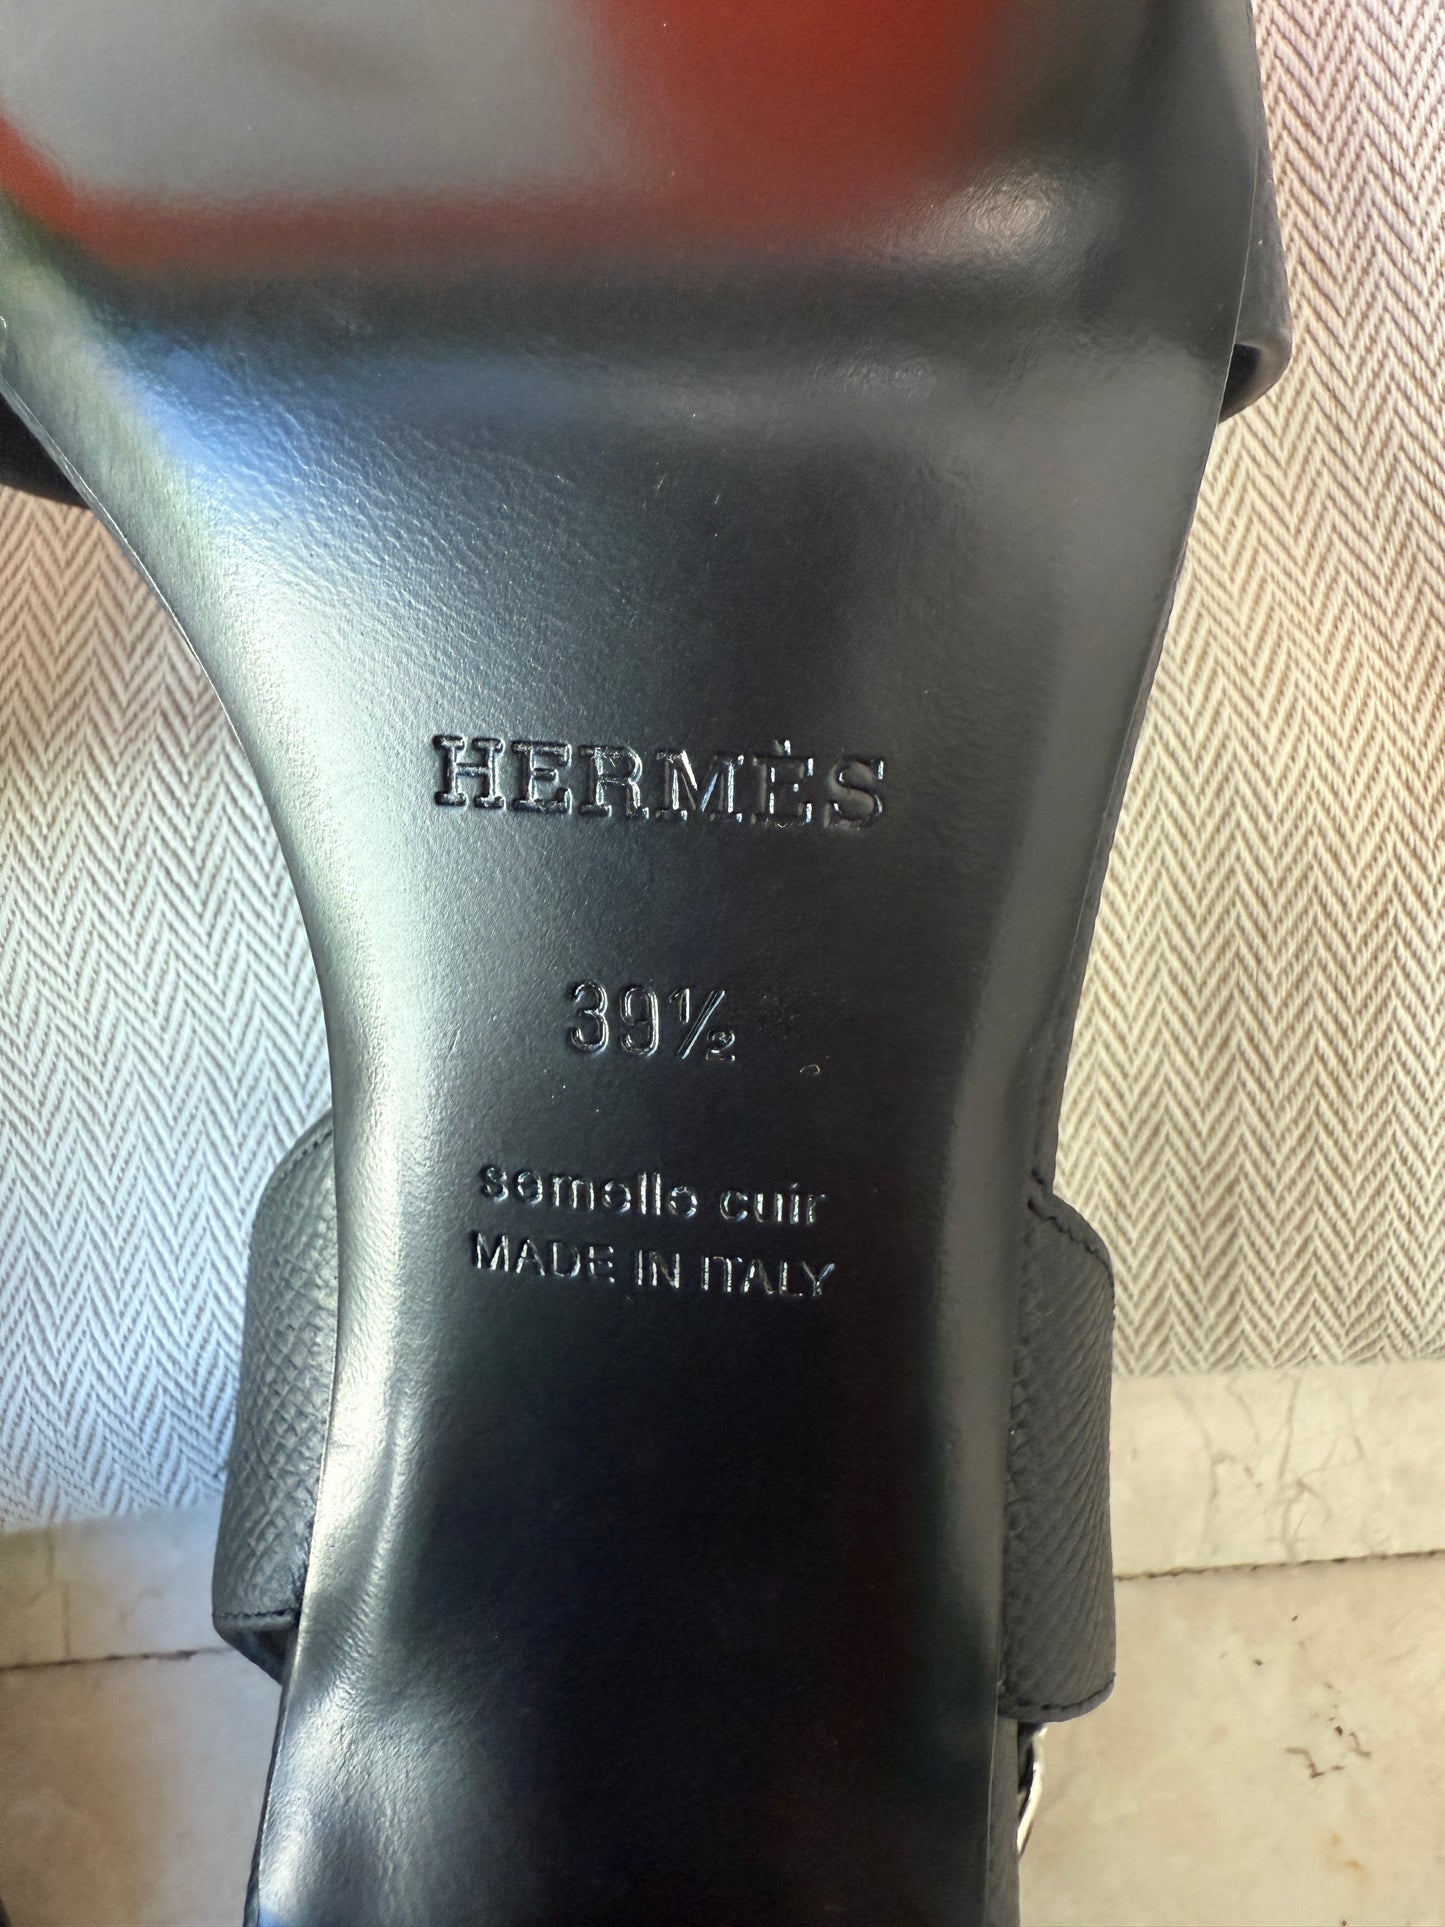 HERMÈS
39½
semelle cuir
MADE IN ITALY